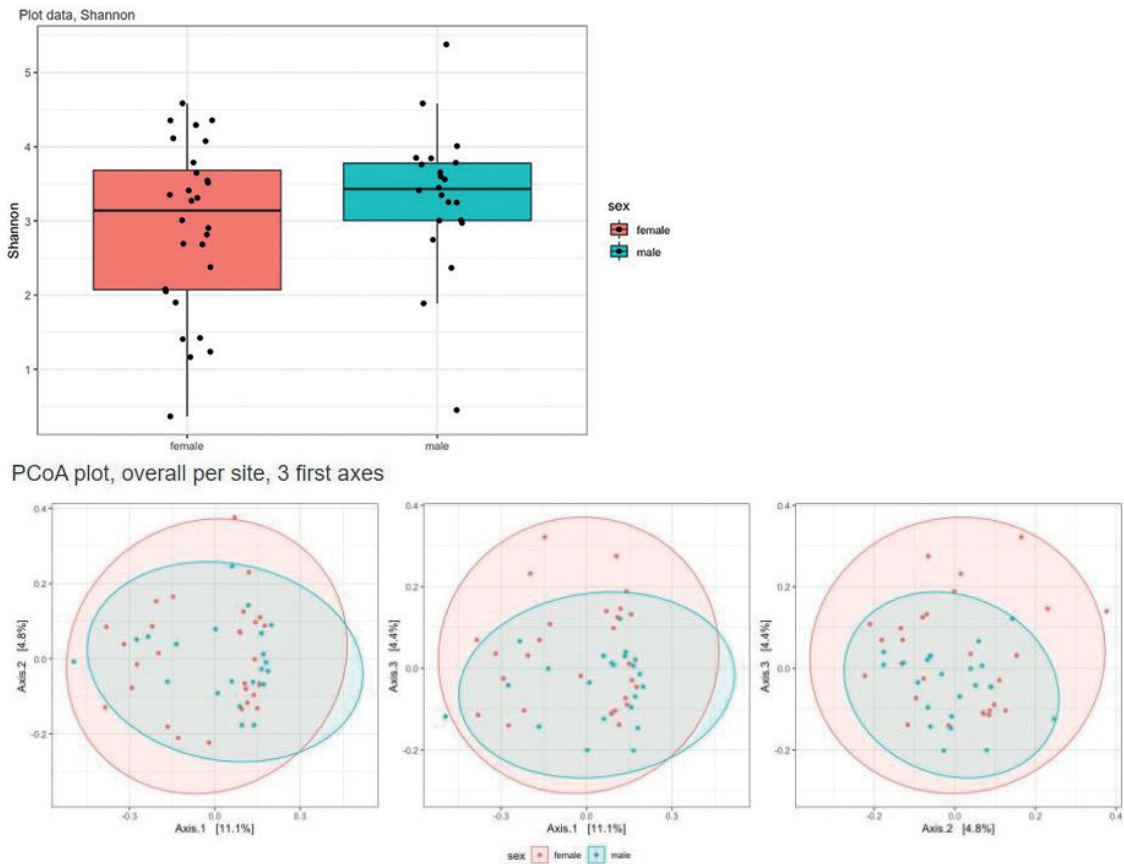 Plot data, Shannon
5
4
3
2
1
Shannon
female
male
sex
female
male
PCoA plot, overall per site, 3 first axes
0.4
0.2
0.0
-0.2
Axis.2 [4.8%]
-0.3
0.0
0.3
Axis.1 [11.1%]
0.4
0.2
0.0
-0.2
Axis.3 [4.4%]
-0.3
0.0
0.3
Axis.1 [11.1%]
0.4
0.2
0.0
-0.2
Axis.3 [4.4%]
-0.2
0.0
0.2
0.4
Axis.2 [4.8%]
sex female male